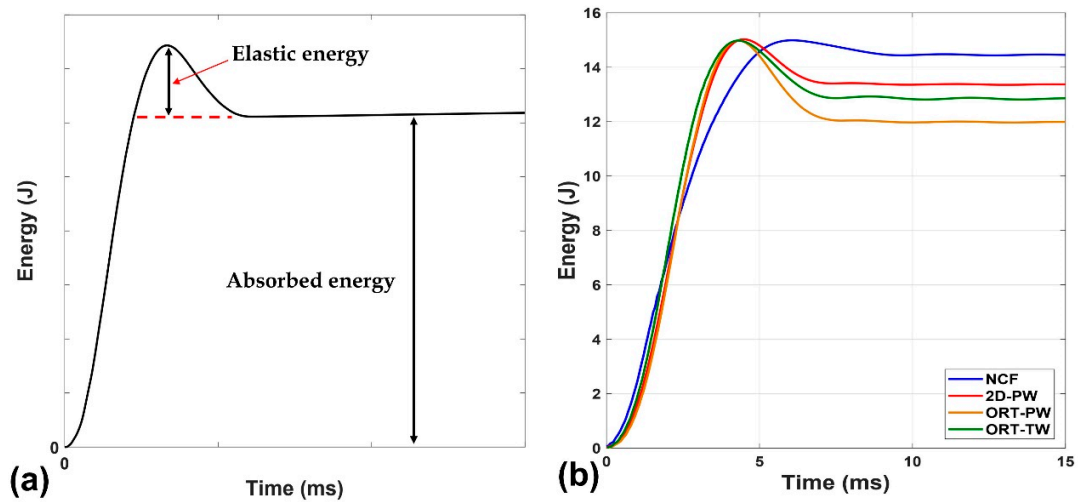 Elastic energy
Absorbed energy
Energy (J)
0
0
Time (ms)
(a)
16
14
12
10
8
6
4
2
0
Energy (J)
NCF
2D-PW
ORT-PW
ORT-TW
0
5
10
15
Time (ms)
(b)